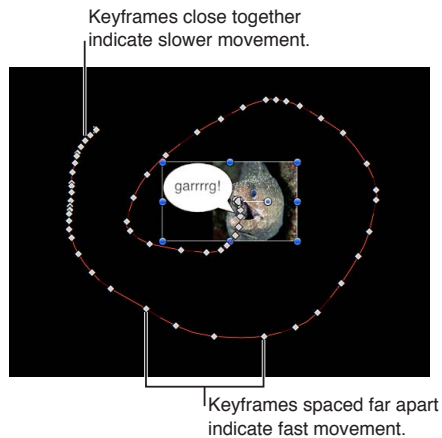 Keyframes close together
indicate slower movement.
garrrrg!
Keyframes spaced far apart
indicate fast movement.